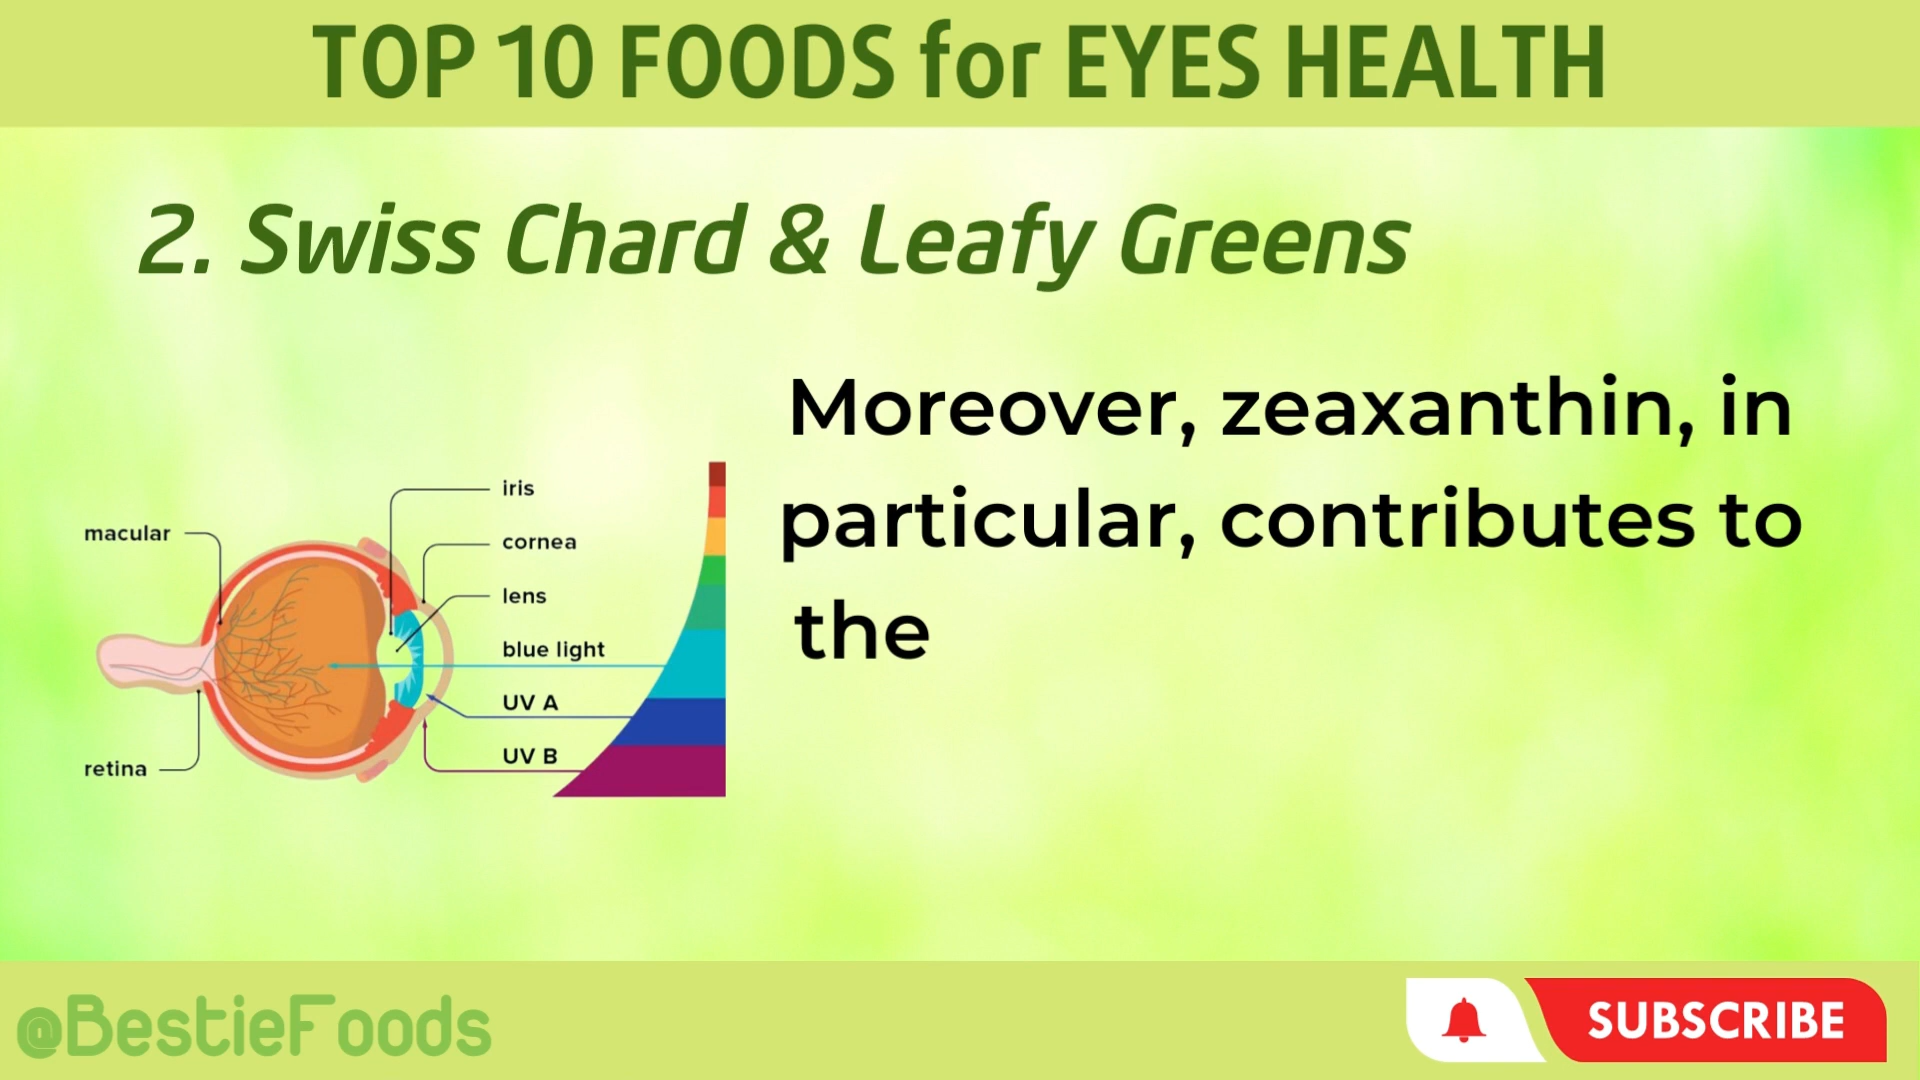 TOP 10 FOODS for EYES HEALTH
2. Swiss Chard & Leafy Greens
Moreover, zeaxanthin, in
particular, contributes to
the
iris
macular
cornea
lens
blue light
UV A
UV B
retina
@BestieFoods
SUBSCRIBE